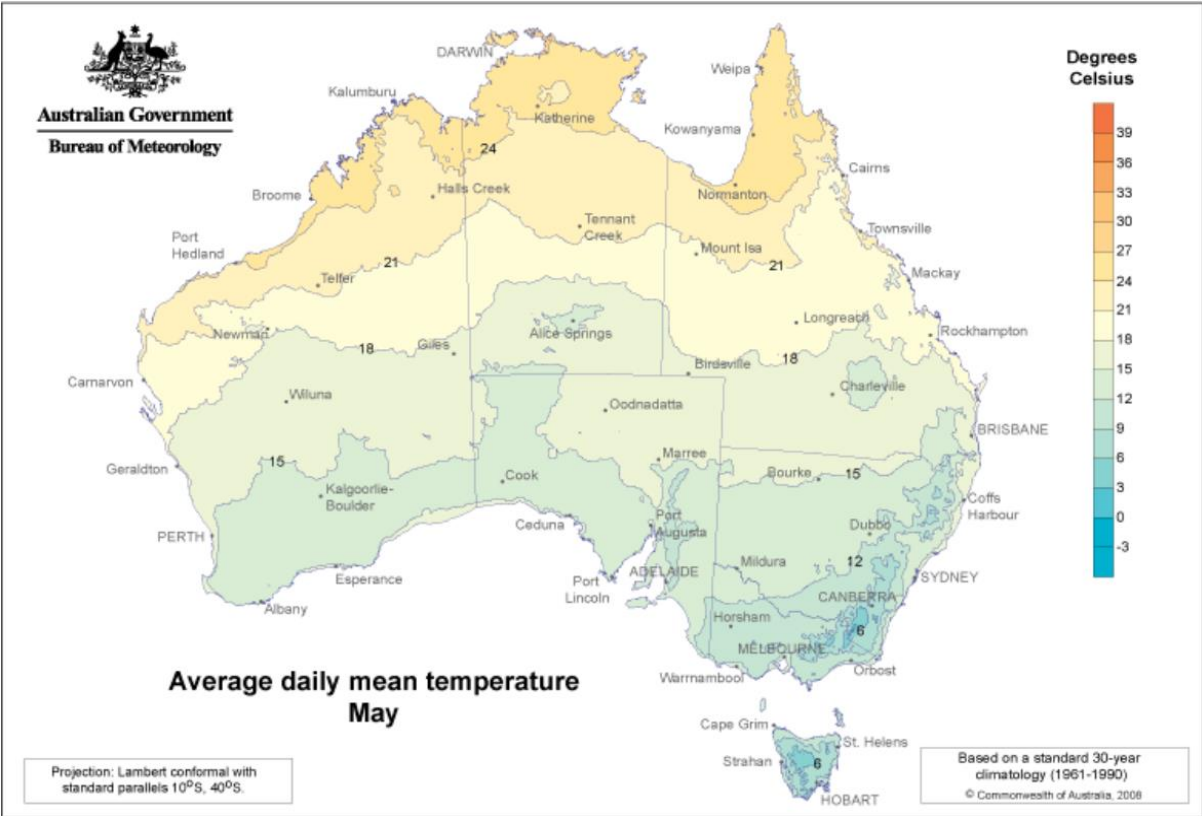 Australian Government
Bureau of Meteorology
Degrees
Celsius
39
36
33
30
27
24
21
18
15
12
9
6
3
0
-3
DARWIN
Weipa
Kalumburu
Katherine
Kowanyama
24
Cairns
Broome
Halls Creek
Normanton
Port
Hedland
Tennant
Creek
Townsville
Mount Isa
21
21
Telfer
Mackay
Newman
Longreach
Rockhampton
Alice Springs
18
Giles
18
Birdsville
Carnarvon
Charleville
Wiluna
Oodnadatta
BRISBANE
Geraldton
15
Marree
Bourke
15
Cook
Kalgoorlie-
Boulder
Coffs
Harbour
PERTH
Ceduna
Port
Augusta
Dubbo
12
Mildura
Esperance
Port
Lincoln
ADELAIDE
SYDNEY
Albany
CANBERRA
Horsham
6
MELBOURNE
Warrnambool
Orbost
Average daily mean temperature
May
Cape Grim
St. Helens
Strahan
6
HOBART
Projection: Lambert conformal with
standard parallels 10°S, 40°S.
Based on a standard 30-year
climatology (1961-1990)
© Commonwealth of Australia, 2008